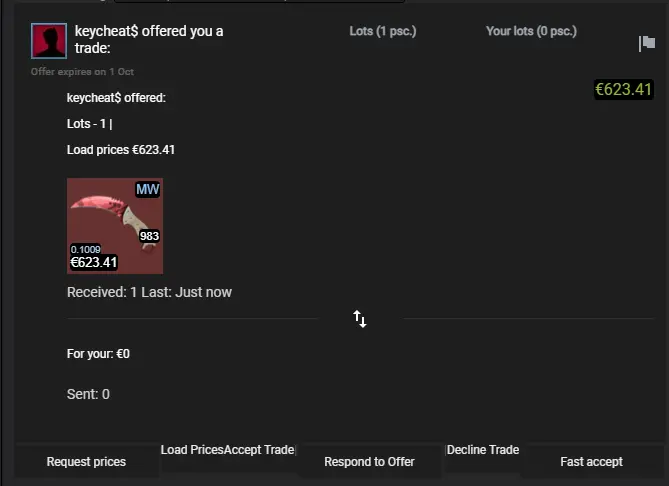 keycheat$ offered you a
trade:
Lots (1 psc.)
Your lots (0 psc.)
Offer expires on 1 Oct
€623.41
keycheat$ offered:
Lots - 1 |
Load prices €623.41
MW
983
0.1009
€623.41
Received: 1 Last: Just now
For your: €0
Sent: 0
Request prices
Load PricesAccept Trade|
Respond to Offer
|Decline Trade
Fast accept